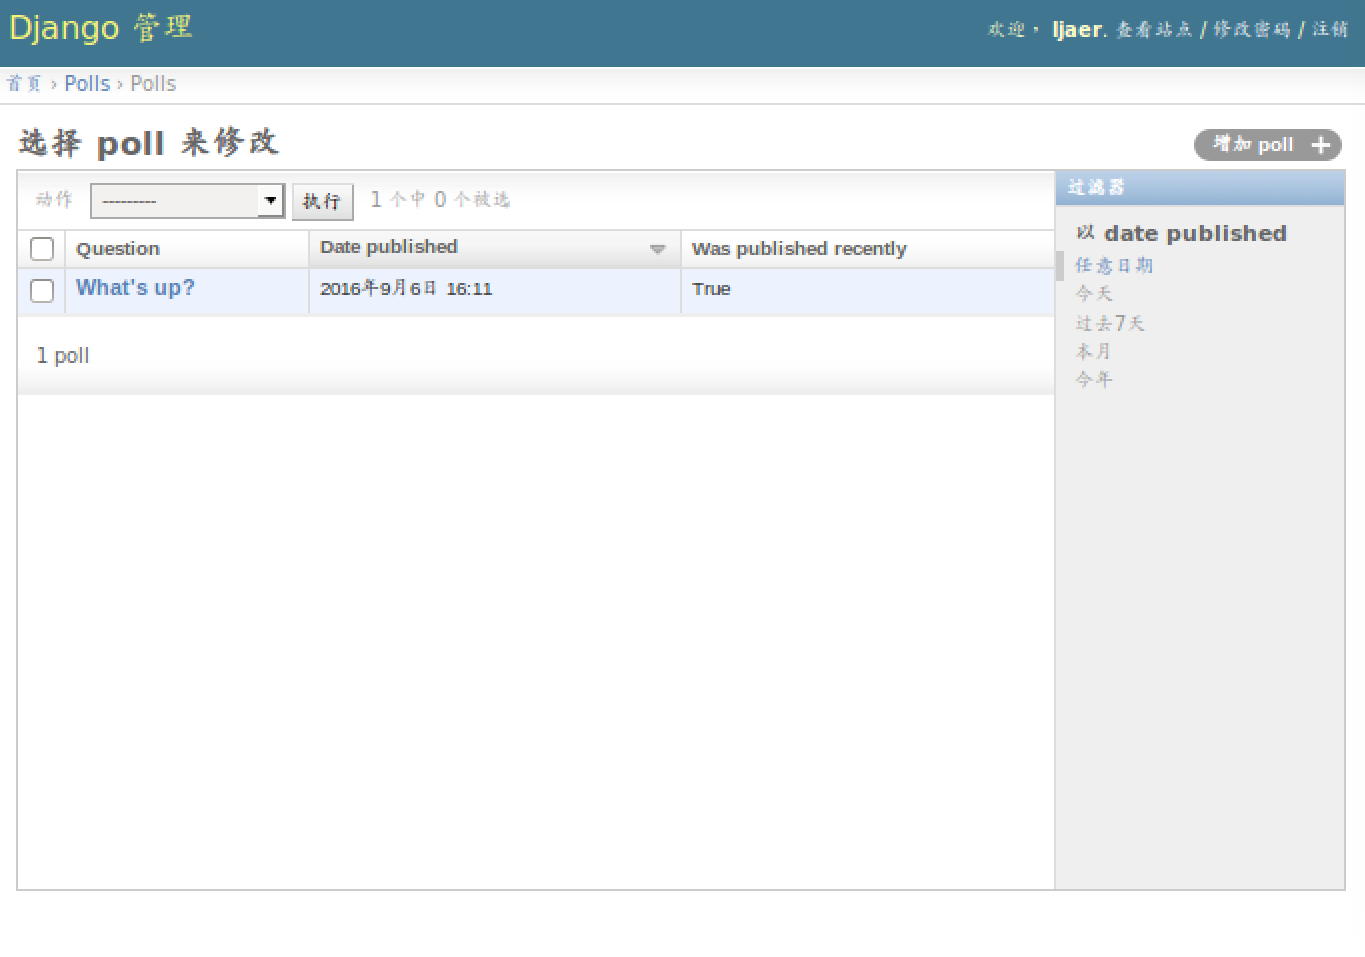 Django 管理
欢迎， ljaer. 查看站点 / 修改密码 / 注销
首页 › Polls › Polls
选择 poll 来修改
增加 poll +
动作 --------- 执行 1 个中 0 个被选
过滤器
Question Date published Was published recently
What's up? 2016年9月6日 16:11 True
1 poll
以 date published
任意日期
今天
过去7天
本月
今年